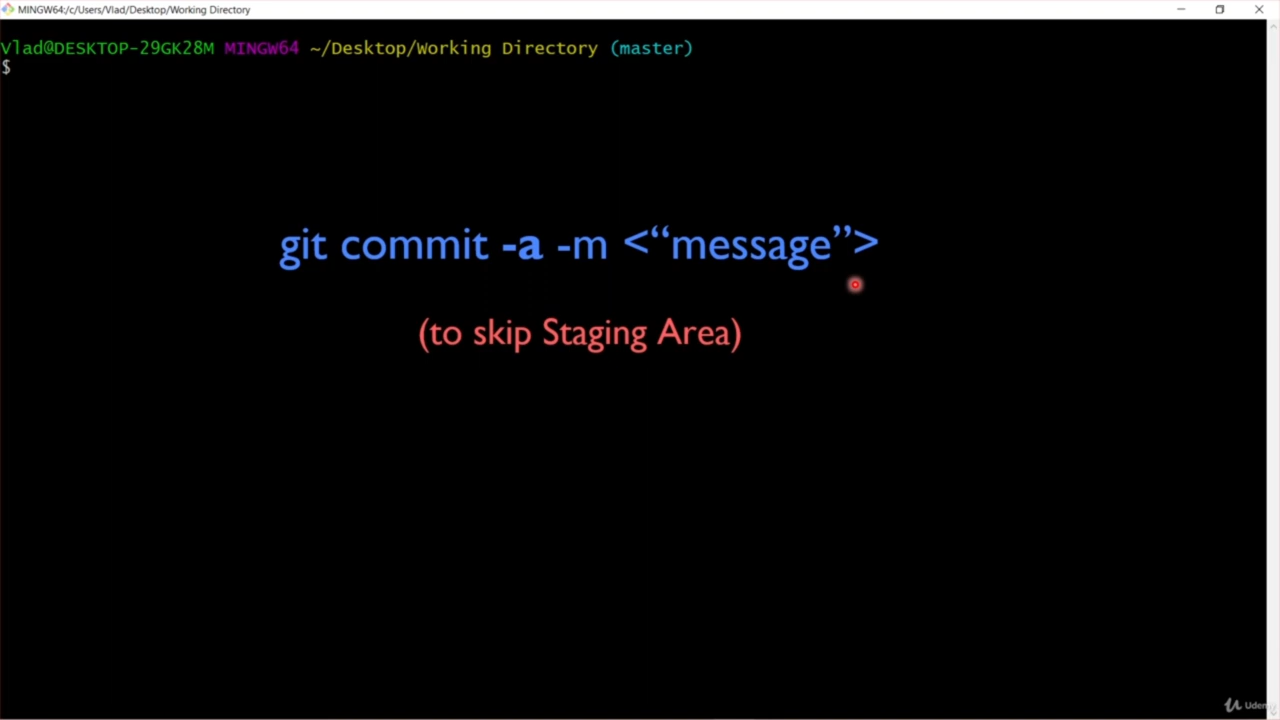 MINGW64:/c/Users/Vlad/Desktop/Working Directory
Vlad@DESKTOP-29GK28M MINGW64 ~/Desktop/Working Directory (master)
$
git commit -a -m <“message”>
(to skip Staging Area)